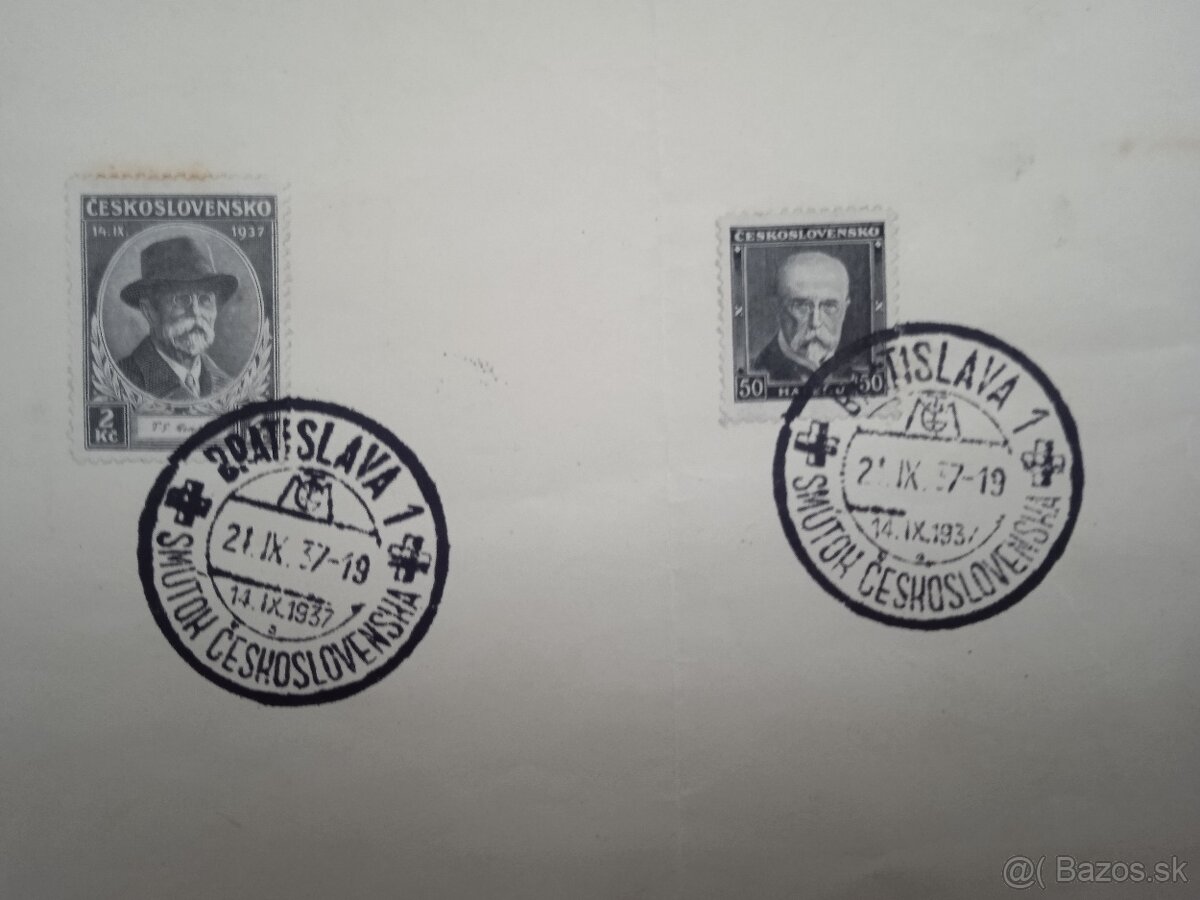 ČESKOSLOVENSKO
14.IX. 1937
2
Kč
BRATISLAVA 1
21.IX.37-19
14.IX.1937
SMÚTOK ČESKOSLOVENSKA
ČESKOSLOVENSKO
50 50
BRATISLAVA 1
21.IX.37-19
14.IX.1937
SMÚTOK ČESKOSLOVENSKA
@( Bazos.sk